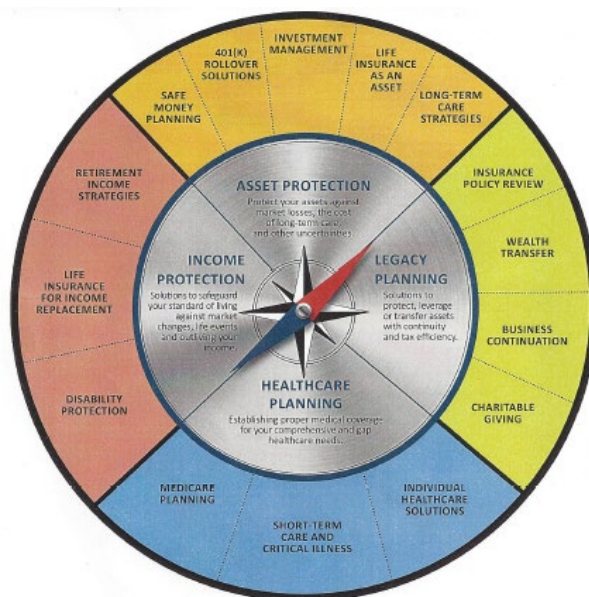 INVESTMENT
MANAGEMENT
401(K)
ROLLOVER
SOLUTIONS
LIFE
INSURANCE
AS AN
ASSET
SAFE
MONEY
PLANNING
LONG-TERM
CARE
STRATEGIES
RETIREMENT
INCOME
STRATEGIES
INSURANCE
POLICY REVIEW
ASSET PROTECTION
Protect your assets against
market losses, the cost
of long-term care,
and other uncertainties.
LIFE
INSURANCE
FOR INCOME
REPLACEMENT
INCOME
PROTECTION
Solutions to safeguard
your standard of living
against market
changes, life events
and outliving your
income.
LEGACY
PLANNING
Solutions to
protect, leverage
or transfer assets
with continuity
and tax efficiency.
WEALTH
TRANSFER
BUSINESS
CONTINUATION
DISABILITY
PROTECTION
HEALTHCARE
PLANNING
Establishing proper medical coverage
for your comprehensive and gap
healthcare needs.
CHARITABLE
GIVING
MEDICARE
PLANNING
SHORT-TERM
CARE AND
CRITICAL ILLNESS
INDIVIDUAL
HEALTHCARE
SOLUTIONS